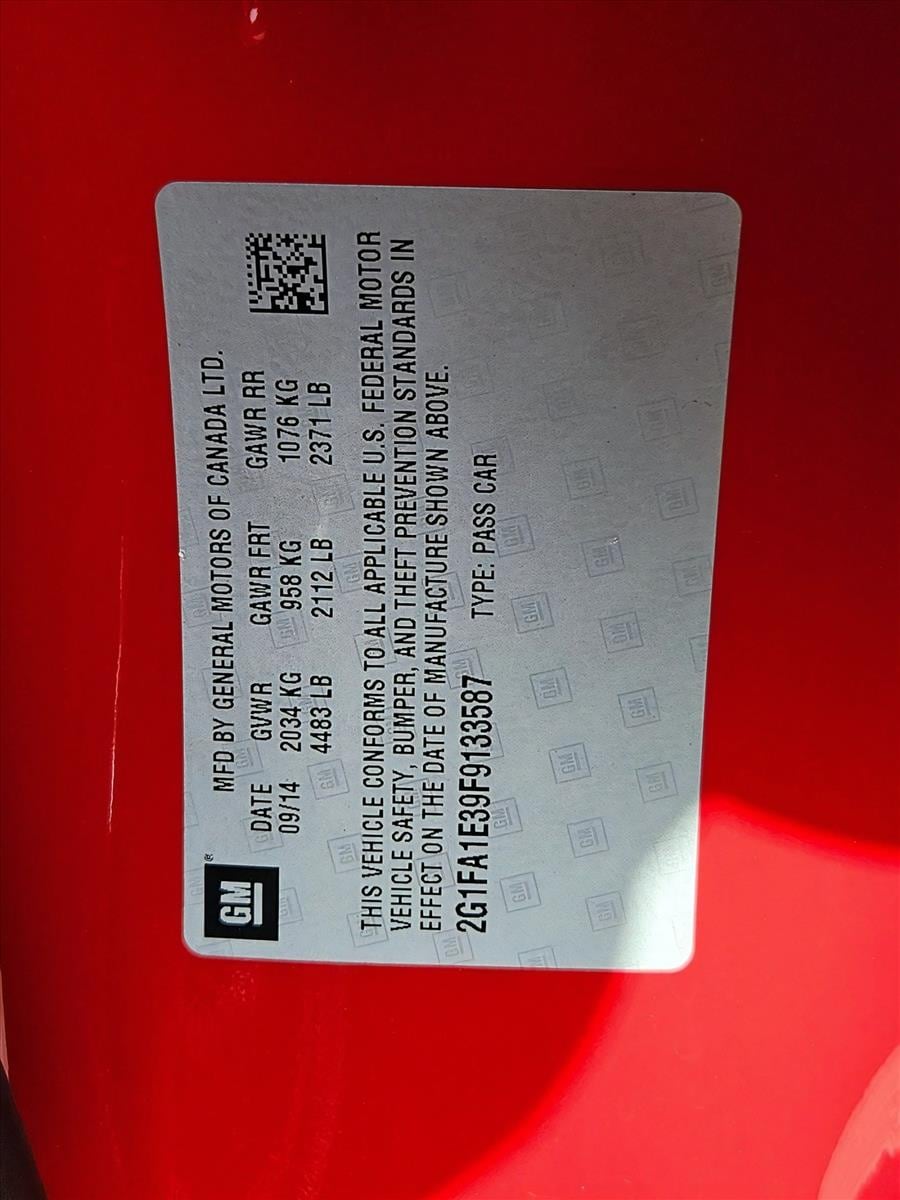 GM®
MFD BY GENERAL MOTORS OF CANADA LTD.
DATE GVWR GAWR FRT GAWR RR
09/14 2034 KG 958 KG 1076 KG
4483 LB 2112 LB 2371 LB
THIS VEHICLE CONFORMS TO ALL APPLICABLE U.S. FEDERAL MOTOR
VEHICLE SAFETY, BUMPER, AND THEFT PREVENTION STANDARDS IN
EFFECT ON THE DATE OF MANUFACTURE SHOWN ABOVE.
2G1FA1E39F9133587 TYPE: PASS CAR